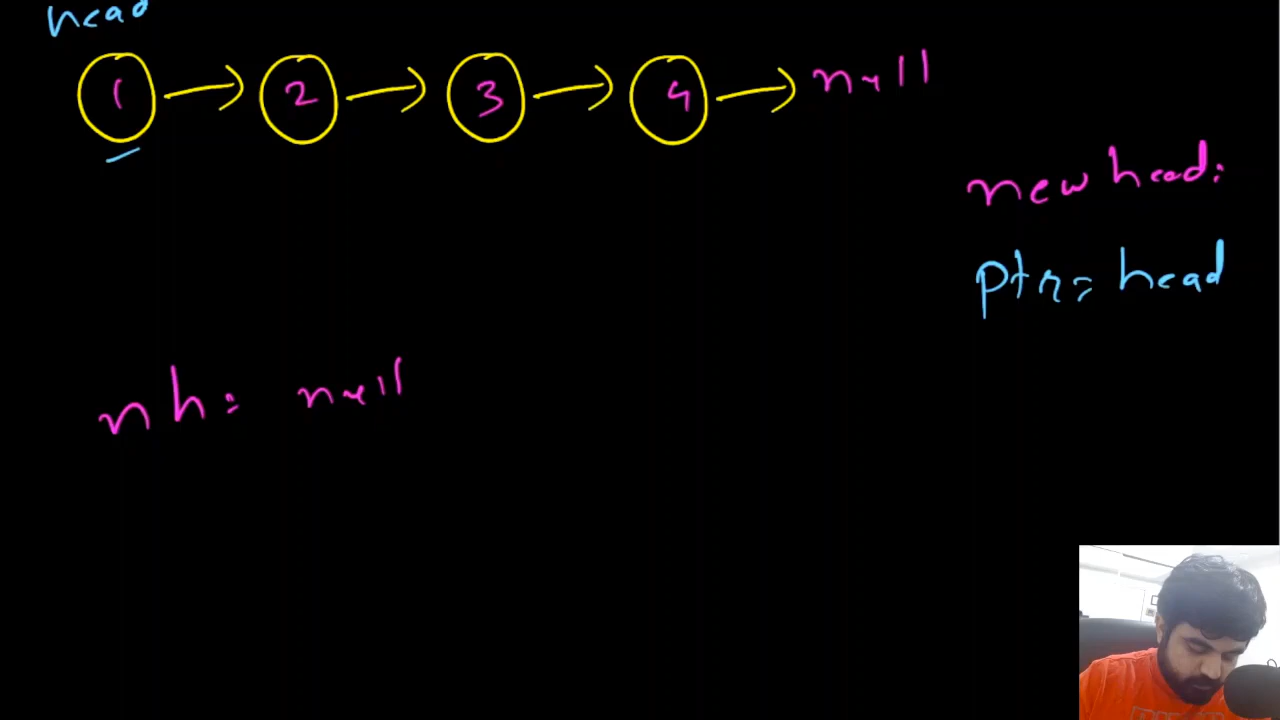 head
1 → 2 → 3 → 4 → null
new head:
ptr = head
nh = null